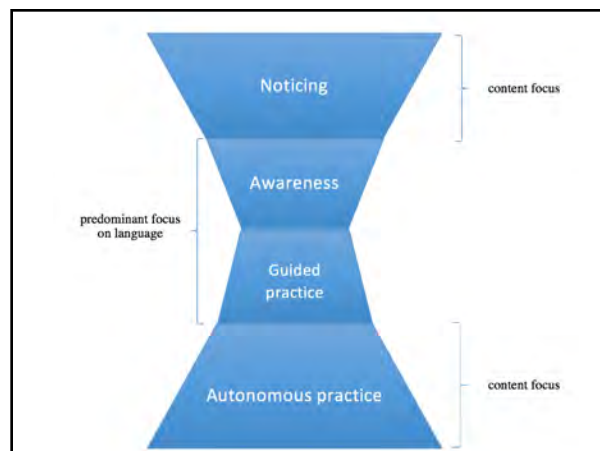 Noticing
content focus
Awareness
predominant focus
on language
Guided
practice
Autonomous practice
content focus